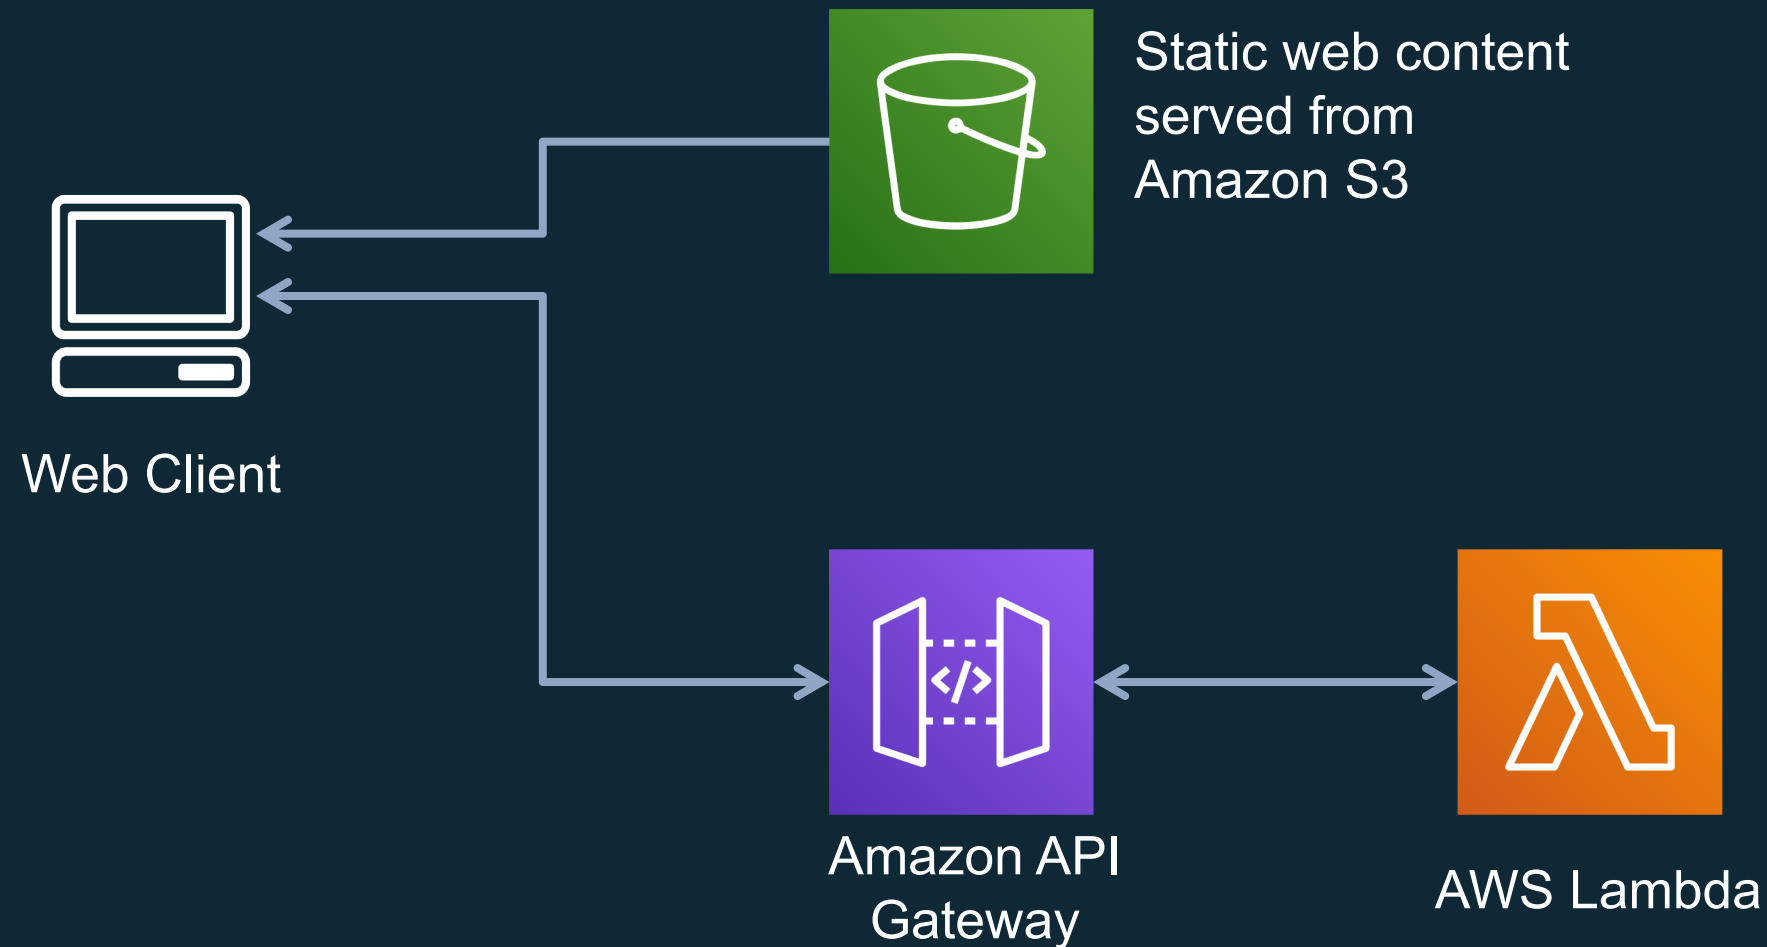 Static web content
served from
Amazon S3
Web Client
</>
Amazon API
Gateway
AWS Lambda